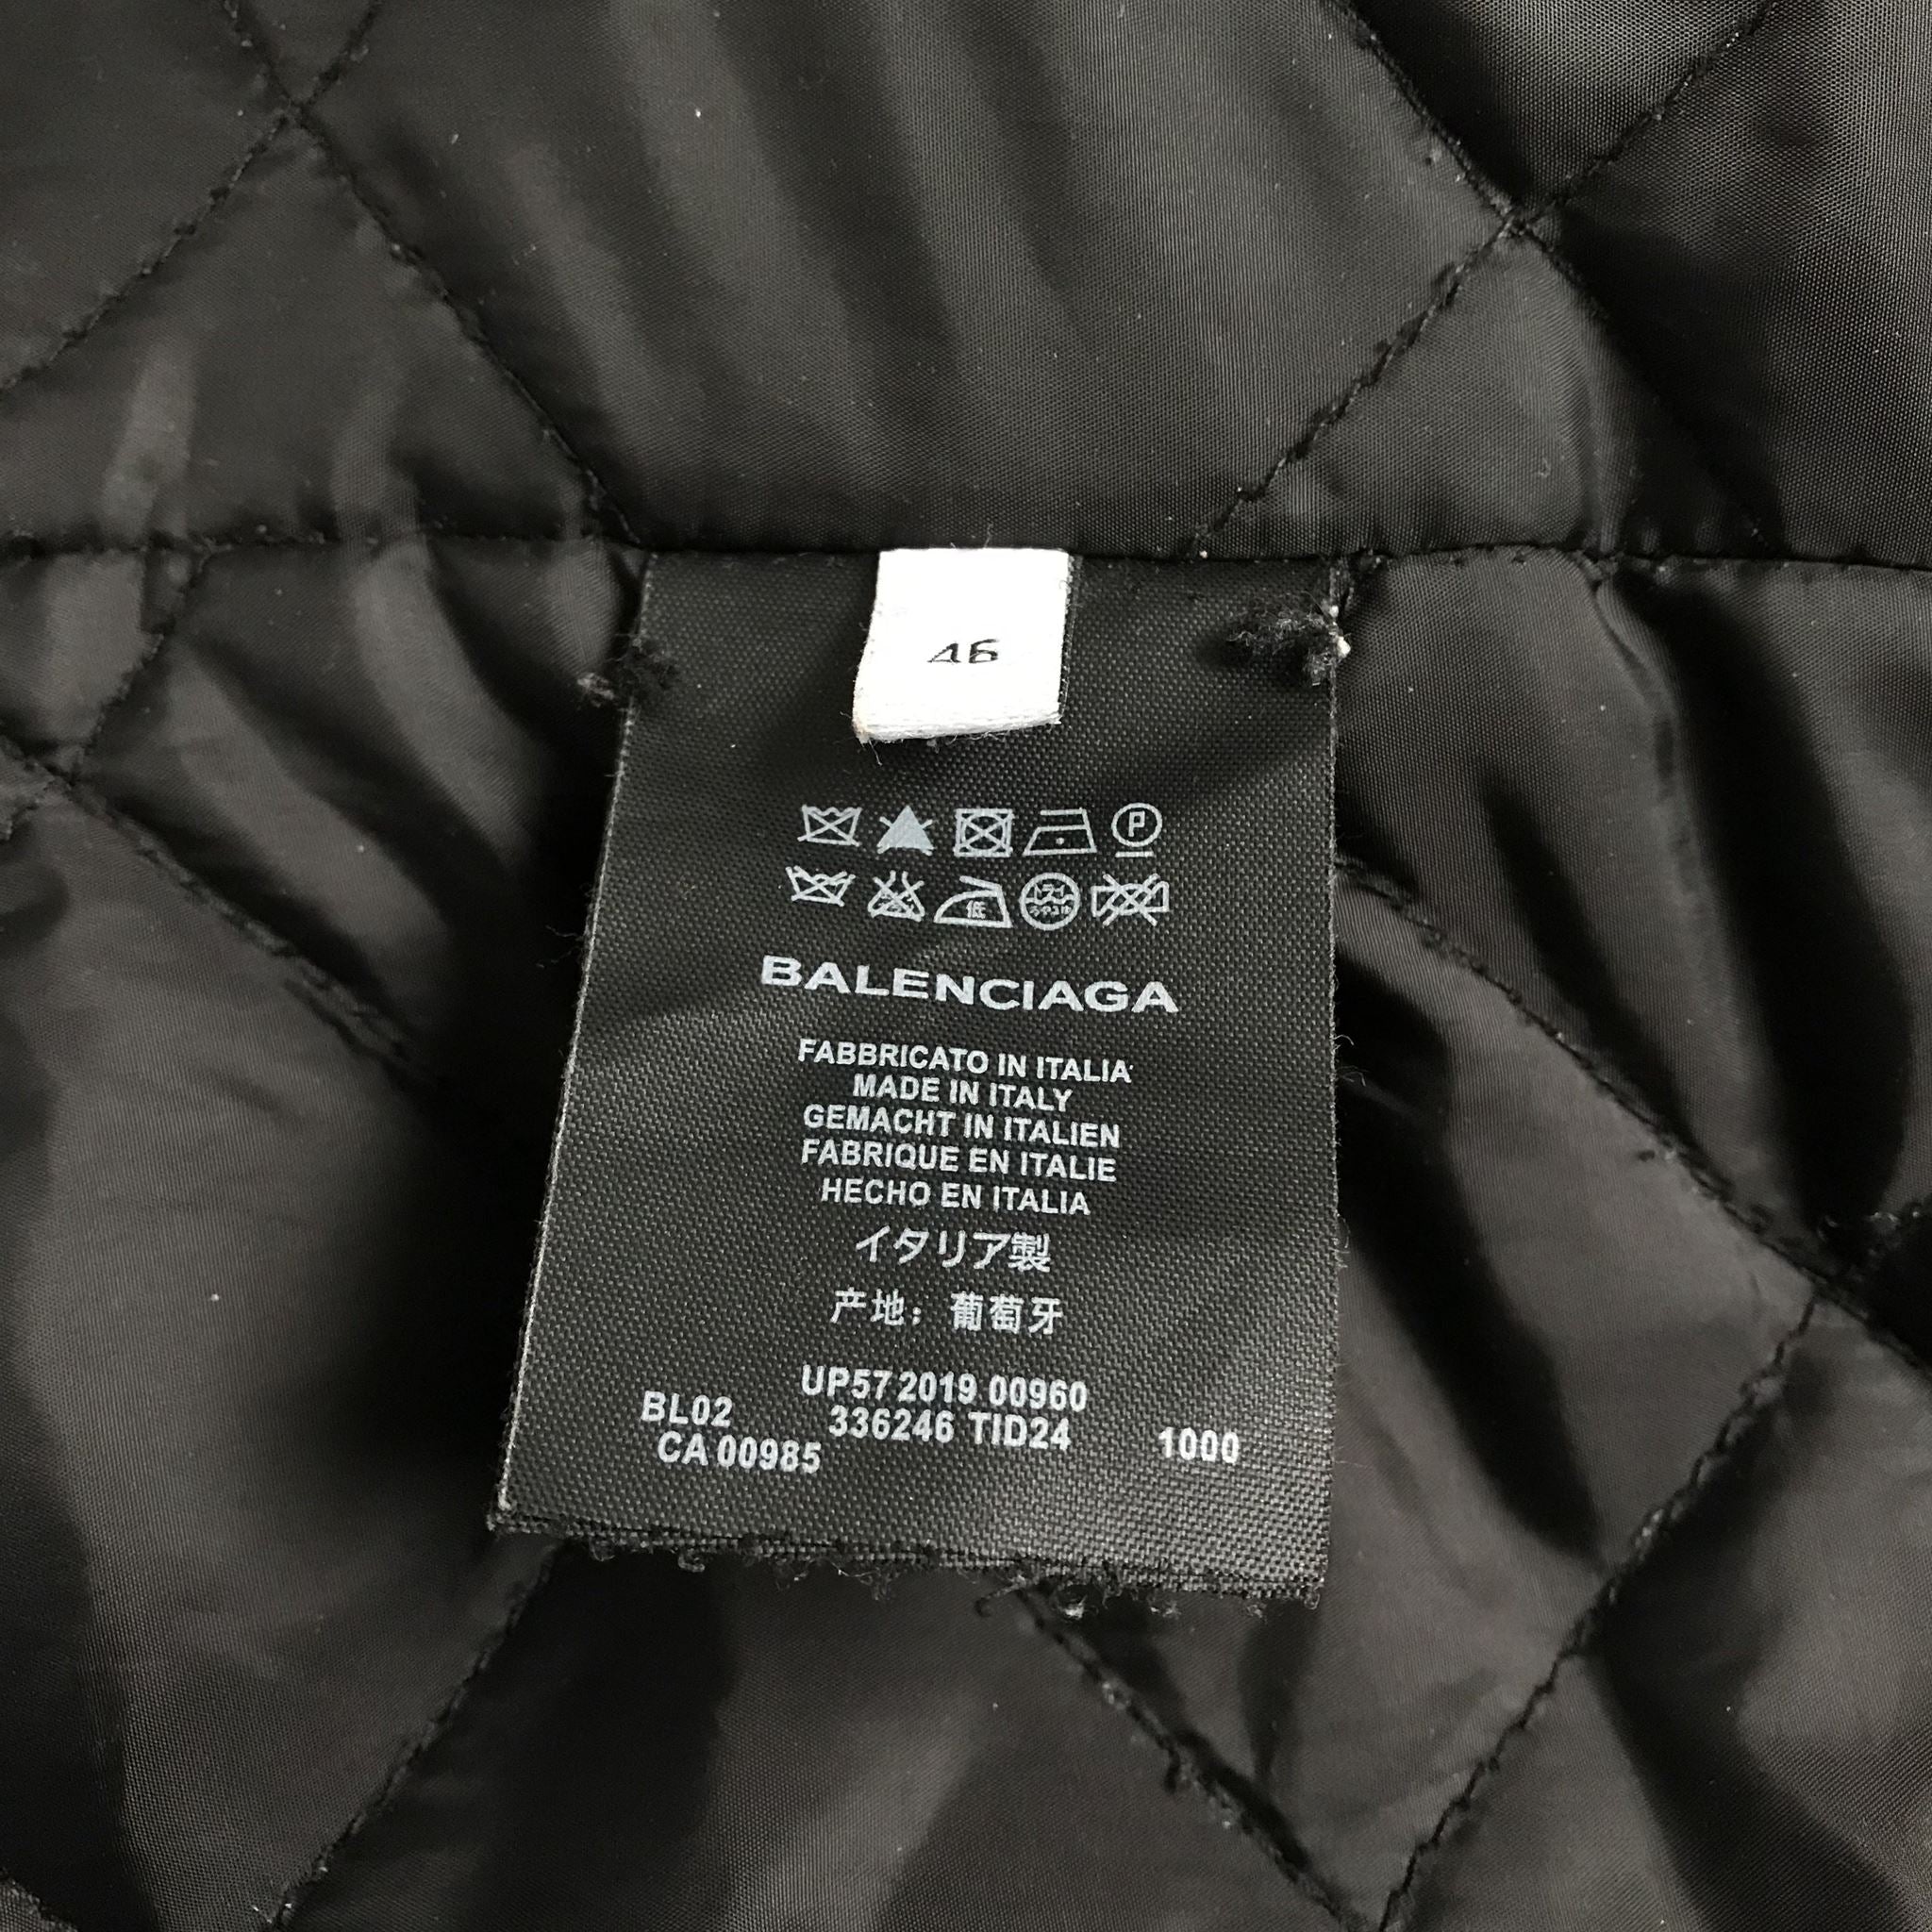 46
P
低
BALENCIAGA
FABBRICATO IN ITALIA
MADE IN ITALY
GEMACHT IN ITALIEN
FABRIQUE EN ITALIE
HECHO EN ITALIA
イタリア製
产地：葡萄牙
UP57 2019 00960
BL02 336246 TID24 1000
CA 00985